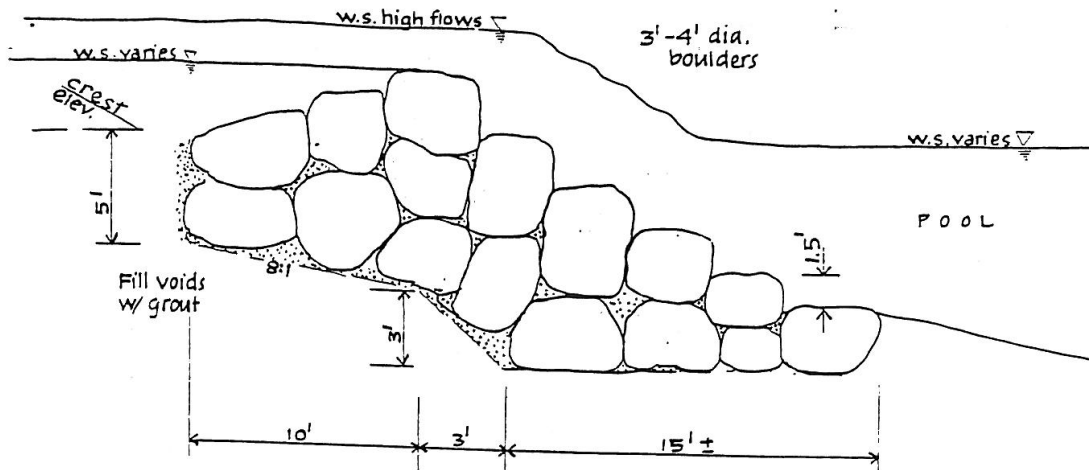 w.s. high flows
3'-4' dia.
boulders
w.s. varies
crest
elev.
w.s. varies
5'
POOL
1.5'
8:1
Fill voids
w/ grout
3'
10'
3'
15' ±